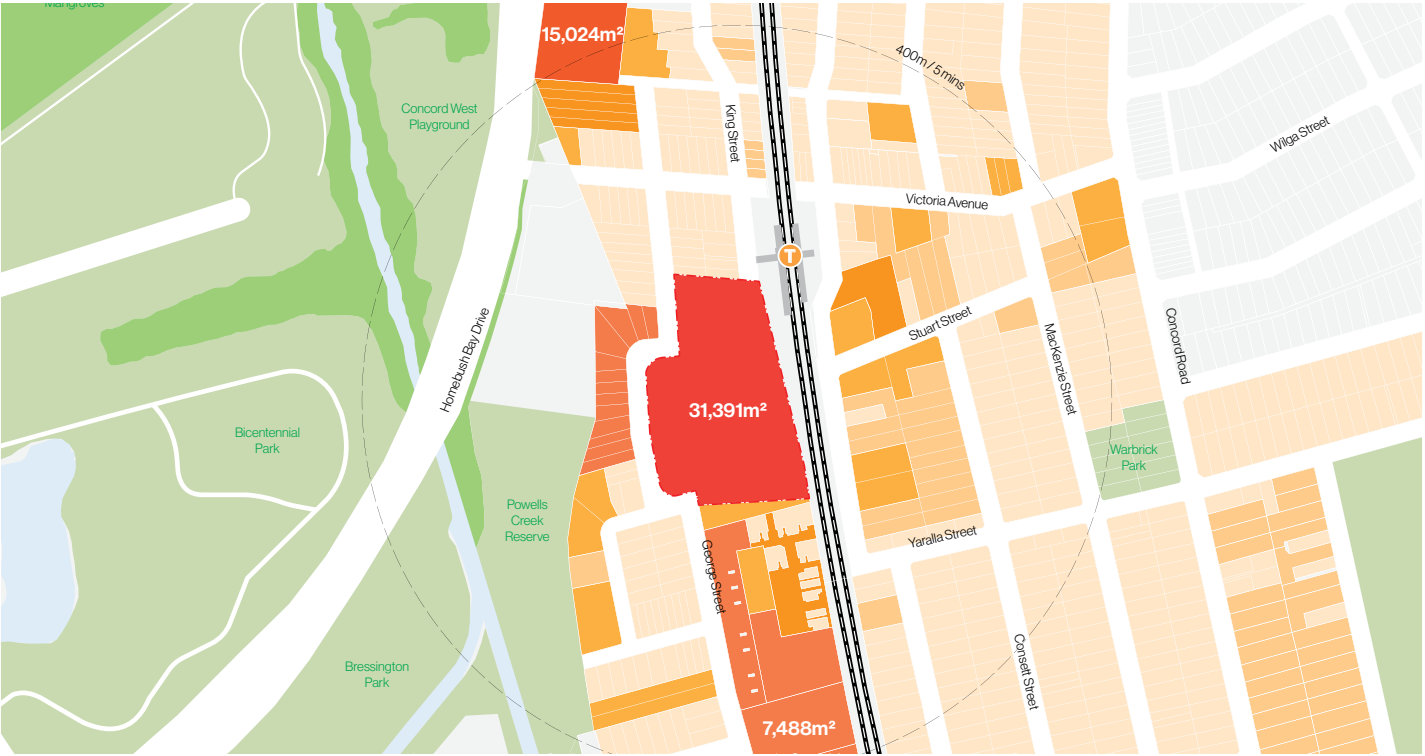 Mangroves
15,024m²
400m / 5 mins
Concord West
Playground
King Street
Wilga Street
Victoria Avenue
T
Homebush Bay Drive
Stuart Street
MacKenzie Street
Concord Road
31,391m²
Bicentennial
Park
Warbrick
Park
Powells
Creek
Reserve
Yaralla Street
George Street
Consett Street
Bressington
Park
7,488m²